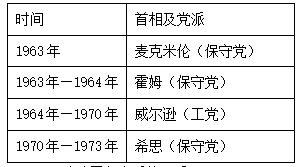 时间 首相及党派
1963年 麦克米伦（保守党）
1963年—1964年 霍姆（保守党）
1964年—1970年 威尔逊（工党）
1970年—1973年 希思（保守党）